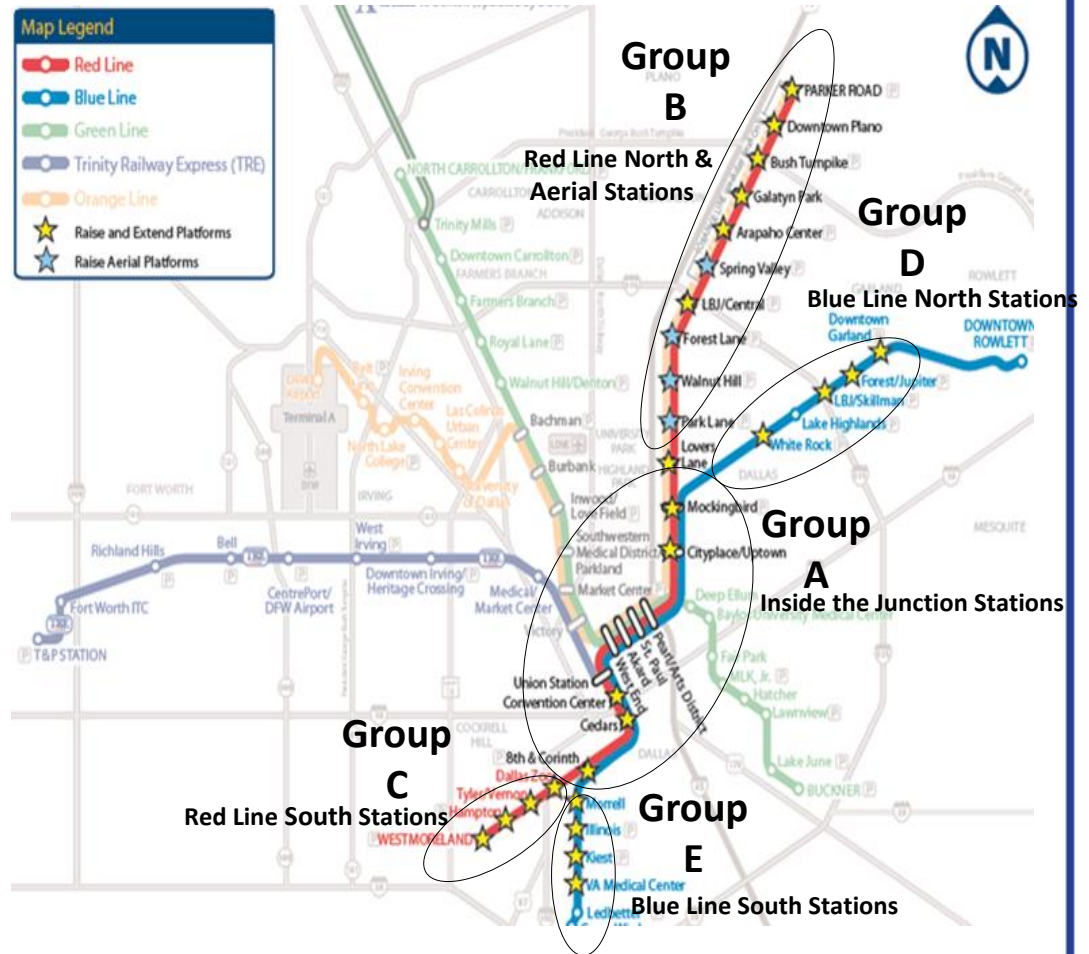 Map Legend
Red Line
Blue Line
Green Line
Trinity Railway Express (TRE)
Orange Line
Raise and Extend Platforms
Raise Aerial Platforms
N
Group
B
Red Line North &
Aerial Stations
PLANO
PARKER ROAD P
Downtown Plano
Bush Turnpike P
Galatyn Park
Arapaho Center P
Spring Valley P
LBJ/Central P
Forest Lane P
Walnut Hill P
Park Lane P
Lovers
Lane
Mockingbird P
Cityplace/Uptown
Group
D
Blue Line North Stations
ROWLETT
GARLAND
Downtown
Garland P
DOWNTOWN
ROWLETT P
Forest/Jupiter P
LBJ/Skillman P
Lake Highlands P
White Rock P
DALLAS
MESQUITE
NORTH CARROLLTON/FRANKFORD
CARROLLTON
ADDISON
Trinity Mills P
Downtown Carrollton P
FARMERS BRANCH
Farmers Branch P
Royal Lane P
Walnut Hill/Denton P
Bachman P
Burbank
Inwood/
Love Field P
Southwestern
Medical District/
Parkland
Market Center P
Victory
UNIVERSITY
PARK
HIGHLAND
PARK
DFW
Airport
Terminal A
Belt
Irving
Convention
Center
Las Colinas
Urban
Center
North Lake
College P
University
of Dallas
FORT WORTH
IRVING
Richland Hills
Bell
West
Irving P
CentrePort/
DFW Airport
Downtown Irving/
Heritage Crossing
Medical/
Market Center
Fort Worth ITC
P T&P STATION
Group
A
Inside the Junction Stations
Deep Ellum
Baylor University Medical Center
Fair Park
MLK, Jr. P
Hatcher
Lawnview P
Lake June P
BUCKNER P
Pearl/Arts District
St. Paul
Akard
West End
Union Station
Convention Center
Cedars
P 8th & Corinth
COCKRELL
HILL
DALLAS
Group
C
Red Line South Stations
Dallas Zoo
Tyler/Vernon
Hampton
P WESTMORELAND
Group
E
Blue Line South Stations
Morrell
Illinois P
Kiest P
VA Medical Center
Ledbetter